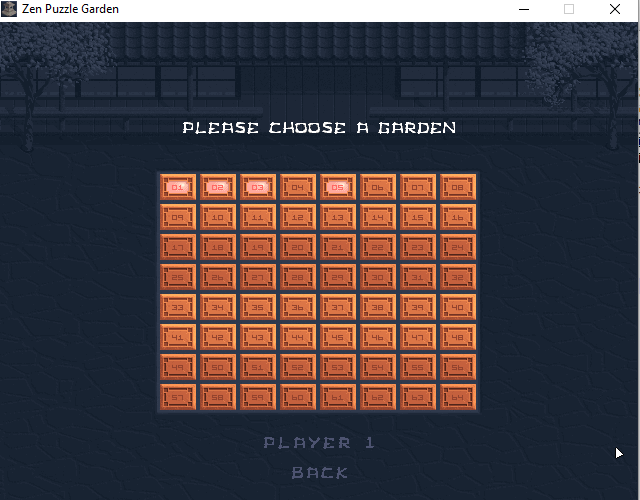 Zen Puzzle Garden
PLEASE CHOOSE A GARDEN
01 02 03 04 05 06 07 08
09 10 11 12 13 14 15 16
17 18 19 20 21 22 23 24
25 26 27 28 29 30 31 32
33 34 35 36 37 38 39 40
41 42 43 44 45 46 47 48
49 50 51 52 53 54 55 56
57 58 59 60 61 62 63 64
PLAYER 1
BACK